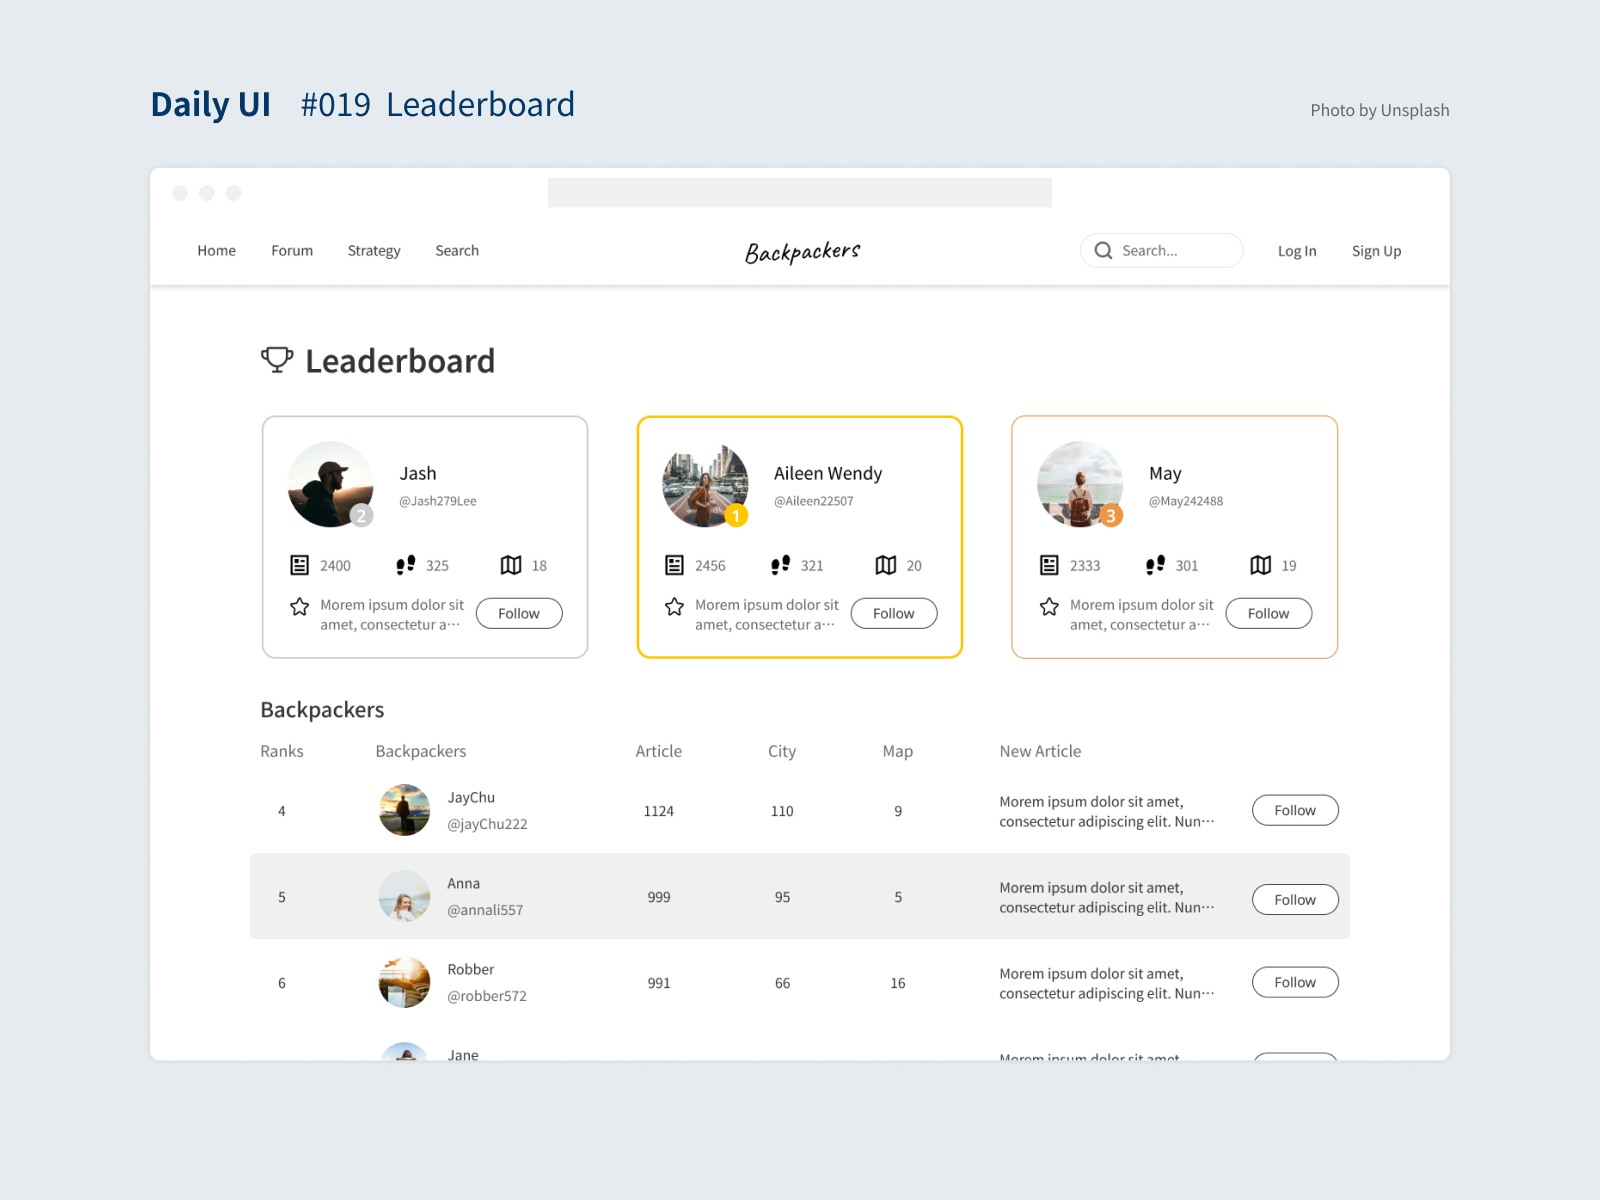 Daily UI #019 Leaderboard
Photo by Unsplash
Home Forum Strategy Search Backpackers Search... Log In Sign Up
Leaderboard
Jash
@Jash279Lee
2
2400 325 18
Morem ipsum dolor sit
amet, consectetur a···
Follow
Aileen Wendy
@Aileen22507
1
2456 321 20
Morem ipsum dolor sit
amet, consectetur a···
Follow
May
@May242488
3
2333 301 19
Morem ipsum dolor sit
amet, consectetur a···
Follow
Backpackers
Ranks Backpackers Article City Map New Article
4 JayChu @jayChu222 1124 110 9 Morem ipsum dolor sit amet,
consectetur adipiscing elit. Nun··· Follow
5 Anna @annali557 999 95 5 Morem ipsum dolor sit amet,
consectetur adipiscing elit. Nun··· Follow
6 Robber @robber572 991 66 16 Morem ipsum dolor sit amet,
consectetur adipiscing elit. Nun··· Follow
Jane Morem ipsum dolor sit amet